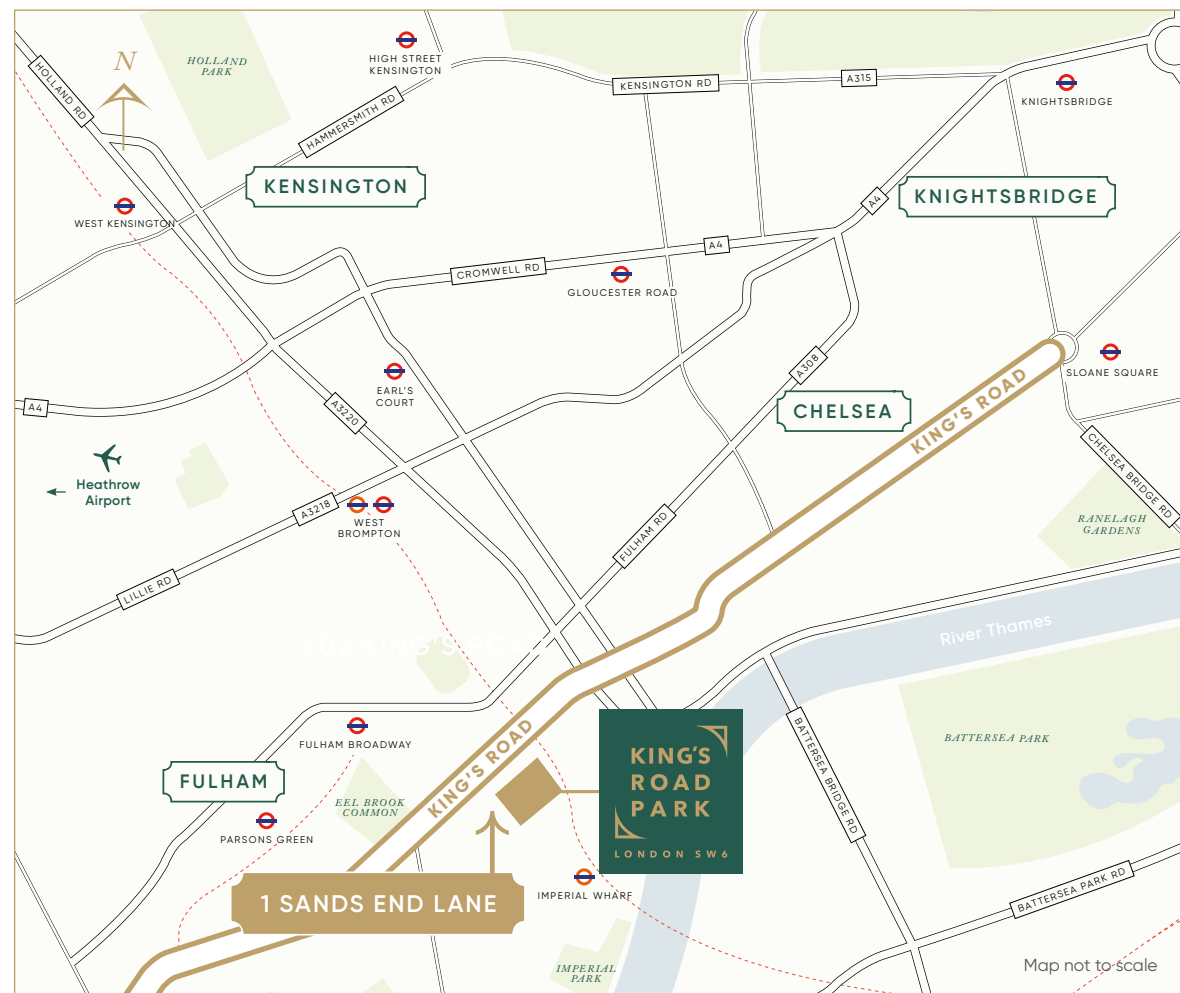 HIGH STREET
KENSINGTON
HOLLAND
PARK
N
HOLLAND RD
KENSINGTON RD
A315
KNIGHTSBRIDGE
HAMMERSMITH RD
KENSINGTON
KNIGHTSBRIDGE
A4
WEST KENSINGTON
A4
CROMWELL RD
GLOUCESTER ROAD
A308
SLOANE SQUARE
EARL'S
COURT
A3220
A4
CHELSEA
KING'S ROAD
CHELSEA BRIDGE RD
Heathrow
Airport
A3218
WEST
BROMPTON
RANELAGH
GARDENS
FULHAM RD
LILLIE RD
River Thames
602 KING'S ROAD
FULHAM BROADWAY
KING'S ROAD
BATTERSEA PARK
BATTERSEA BRIDGE RD
KING'S
ROAD
PARK
LONDON SW6
FULHAM
EEL BROOK
COMMON
PARSONS GREEN
IMPERIAL WHARF
BATTERSEA PARK RD
1 SANDS END LANE
IMPERIAL
PARK
Map not to scale